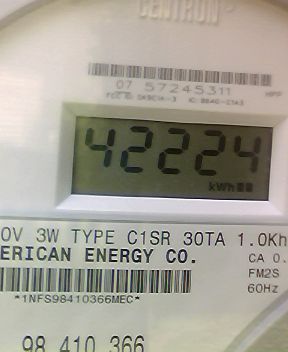 CENTRON
07 57245311
42224
kWh
0V 3W TYPE C1SR 30TA 1.0Kh
ERICAN ENERGY CO.
CA 0.
FM2S
60Hz
*1NFS98410366MEC*
98 410 366